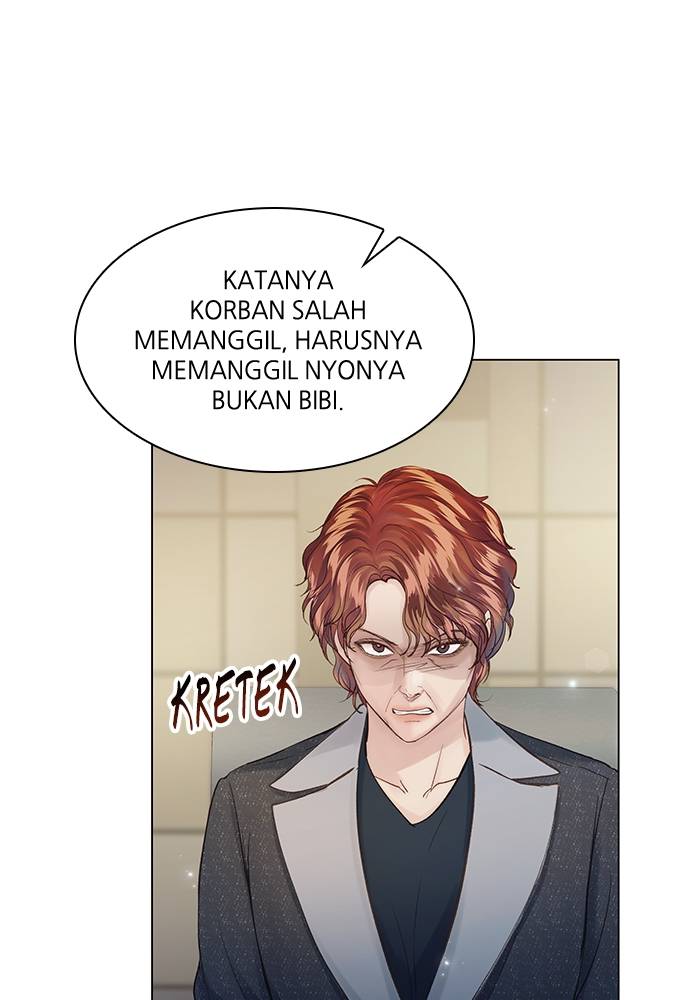 KATANYA
KORBAN SALAH
MEMANGGIL, HARUSNYA
MEMANGGIL NYONYA
BUKAN BIBI.
KRETEK